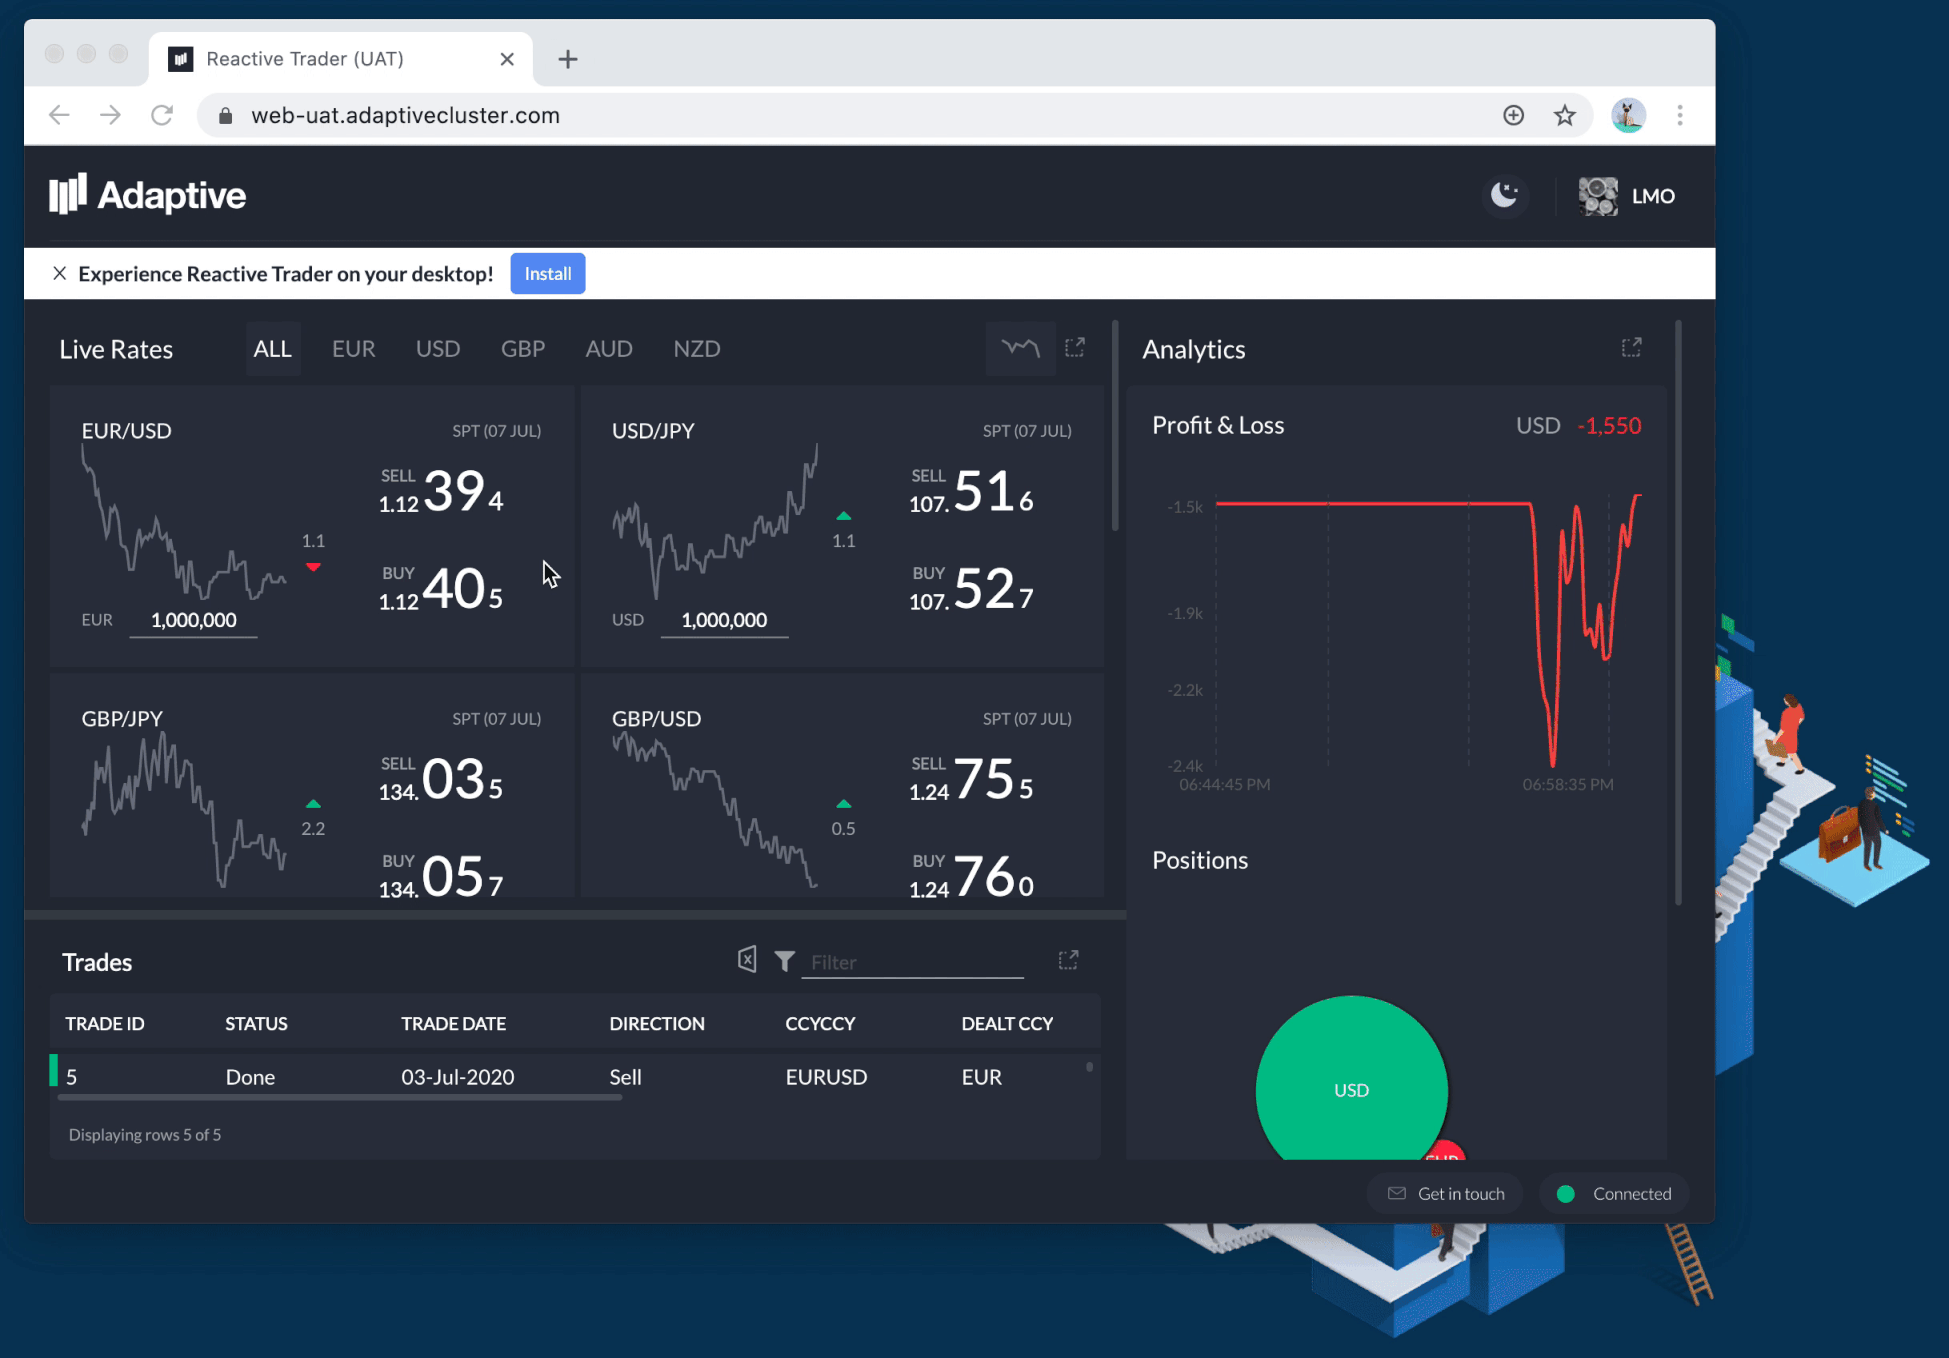 Reactive Trader (UAT)
web-uat.adaptivecluster.com
Adaptive
LMO
Experience Reactive Trader on your desktop! Install
Live Rates ALL EUR USD GBP AUD NZD
Analytics
EUR/USD SPT (07 JUL)
SELL
1.12 39 4
1.1
BUY
1.12 40 5
EUR 1,000,000
USD/JPY SPT (07 JUL)
SELL
107. 51 6
1.1
BUY
107. 52 7
USD 1,000,000
GBP/JPY SPT (07 JUL)
SELL
134. 03 5
2.2
BUY
134. 05 7
GBP/USD SPT (07 JUL)
SELL
1.24 75 5
0.5
BUY
1.24 76 0
Profit & Loss USD -1,550
-1.5k
-1.9k
-2.2k
-2.4k
06:44:45 PM 06:58:35 PM
Positions
USD
EUR
Trades Filter
TRADE ID STATUS TRADE DATE DIRECTION CCYCCY DEALT CCY
5 Done 03-Jul-2020 Sell EURUSD EUR
Displaying rows 5 of 5
Get in touch Connected